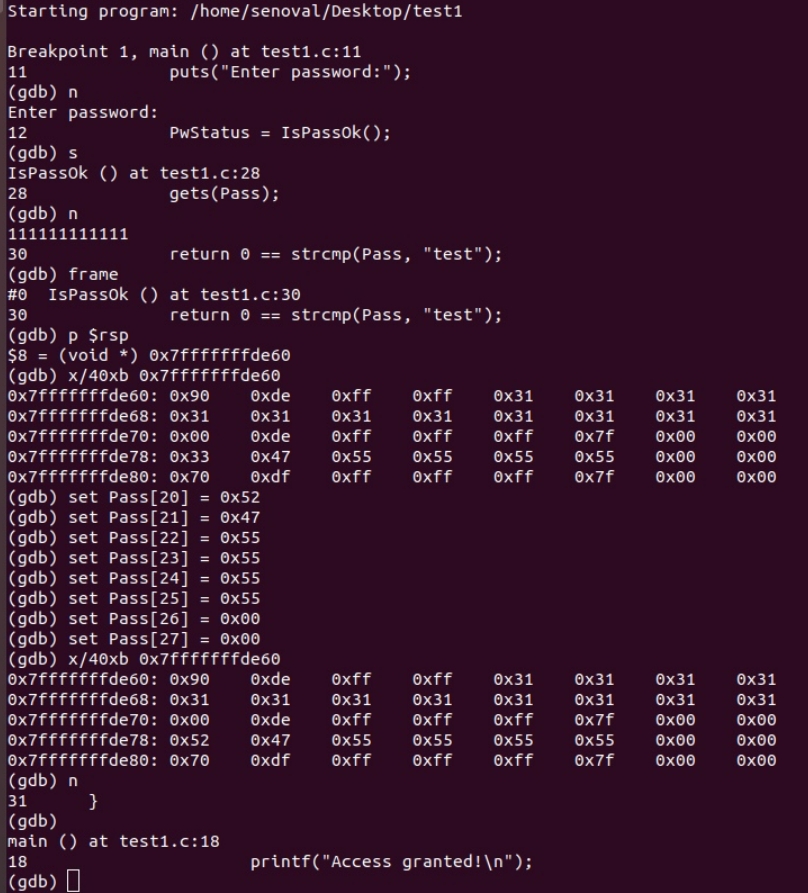 Starting program: /home/senoval/Desktop/test1
Breakpoint 1, main () at test1.c:11
11 puts("Enter password:");
(gdb) n
Enter password:
12 PwStatus = IsPassOk();
(gdb) s
IsPassOk () at test1.c:28
28 gets(Pass);
(gdb) n
111111111111
30 return 0 == strcmp(Pass, "test");
(gdb) frame
#0 IsPassOk () at test1.c:30
30 return 0 == strcmp(Pass, "test");
(gdb) p $rsp
$8 = (void *) 0x7fffffffde60
(gdb) x/40xb 0x7fffffffde60
0x7fffffffde60: 0x90 0xde 0xff 0xff 0x31 0x31 0x31 0x31
0x7fffffffde68: 0x31 0x31 0x31 0x31 0x31 0x31 0x31 0x31
0x7fffffffde70: 0x00 0xde 0xff 0xff 0xff 0x7f 0x00 0x00
0x7fffffffde78: 0x33 0x47 0x55 0x55 0x55 0x55 0x00 0x00
0x7fffffffde80: 0x70 0xdf 0xff 0xff 0xff 0x7f 0x00 0x00
(gdb) set Pass[20] = 0x52
(gdb) set Pass[21] = 0x47
(gdb) set Pass[22] = 0x55
(gdb) set Pass[23] = 0x55
(gdb) set Pass[24] = 0x55
(gdb) set Pass[25] = 0x55
(gdb) set Pass[26] = 0x00
(gdb) set Pass[27] = 0x00
(gdb) x/40xb 0x7fffffffde60
0x7fffffffde60: 0x90 0xde 0xff 0xff 0x31 0x31 0x31 0x31
0x7fffffffde68: 0x31 0x31 0x31 0x31 0x31 0x31 0x31 0x31
0x7fffffffde70: 0x00 0xde 0xff 0xff 0xff 0x7f 0x00 0x00
0x7fffffffde78: 0x52 0x47 0x55 0x55 0x55 0x55 0x00 0x00
0x7fffffffde80: 0x70 0xdf 0xff 0xff 0xff 0x7f 0x00 0x00
(gdb) n
31 }
(gdb)
main () at test1.c:18
18 printf("Access granted!\n");
(gdb)